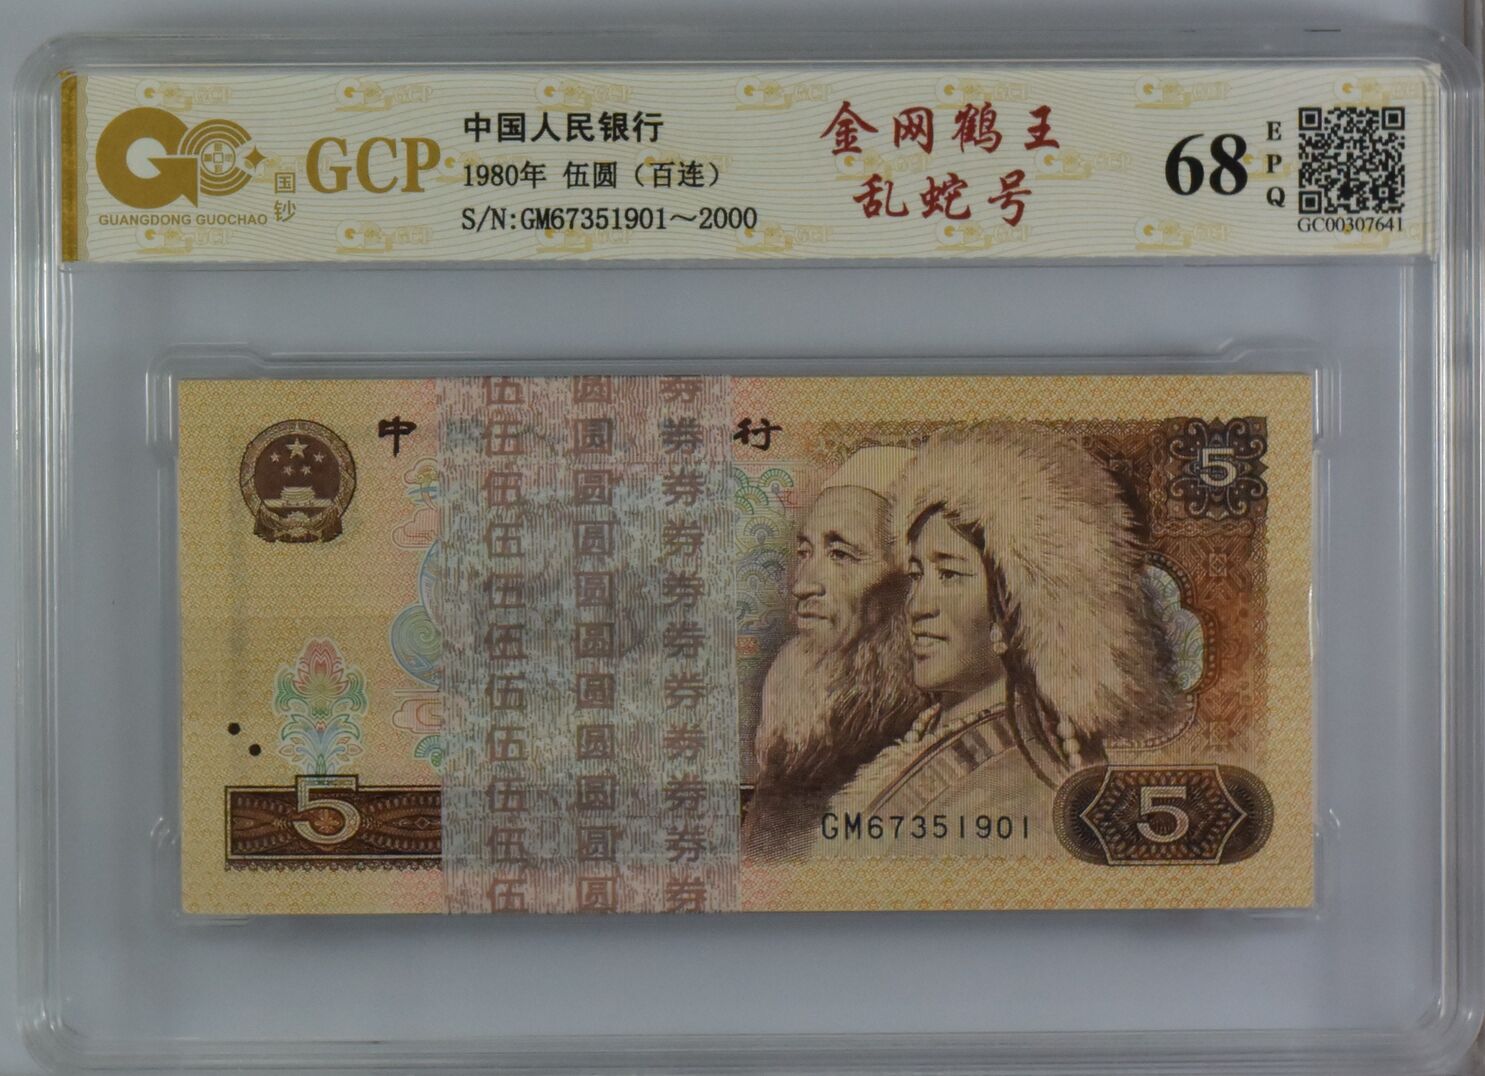 GCP
国钞
GUANGDONG GUOCHAO
中国人民银行
1980年 伍圆（百连）
S/N:GM67351901～2000
金网鹤王
乱蛇号
68
EPQ
GC00307641
伍 圆 券
中
行
伍 圆 券
伍 圆 券
伍 圆 券
伍 圆 券
伍 圆 券
伍 圆 券
伍 圆 券
伍 圆 券
伍 圆 券
伍 圆 券
5
5
GM67351901
5